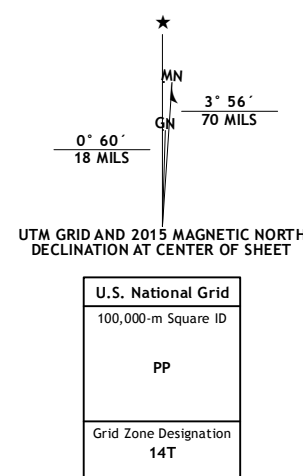 ★
MN
3° 56´
70 MILS
GN
0° 60´
18 MILS
UTM GRID AND 2015 MAGNETIC NORTH
DECLINATION AT CENTER OF SHEET
U.S. National Grid
100,000-m Square ID
PP
Grid Zone Designation
14T